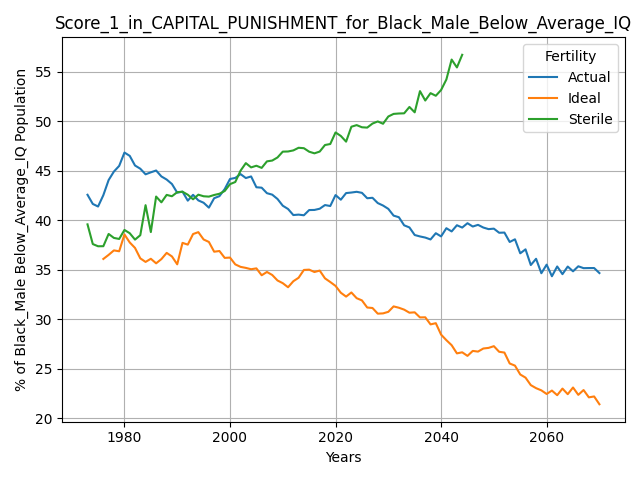 Score_1_in_CAPITAL_PUNISHMENT_for_Black_Male_Below_Average_IQ
Fertility
Actual
Ideal
Sterile
% of Black_Male Below_Average_IQ Population
55
50
45
40
35
30
25
20
1980
2000
2020
2040
2060
Years